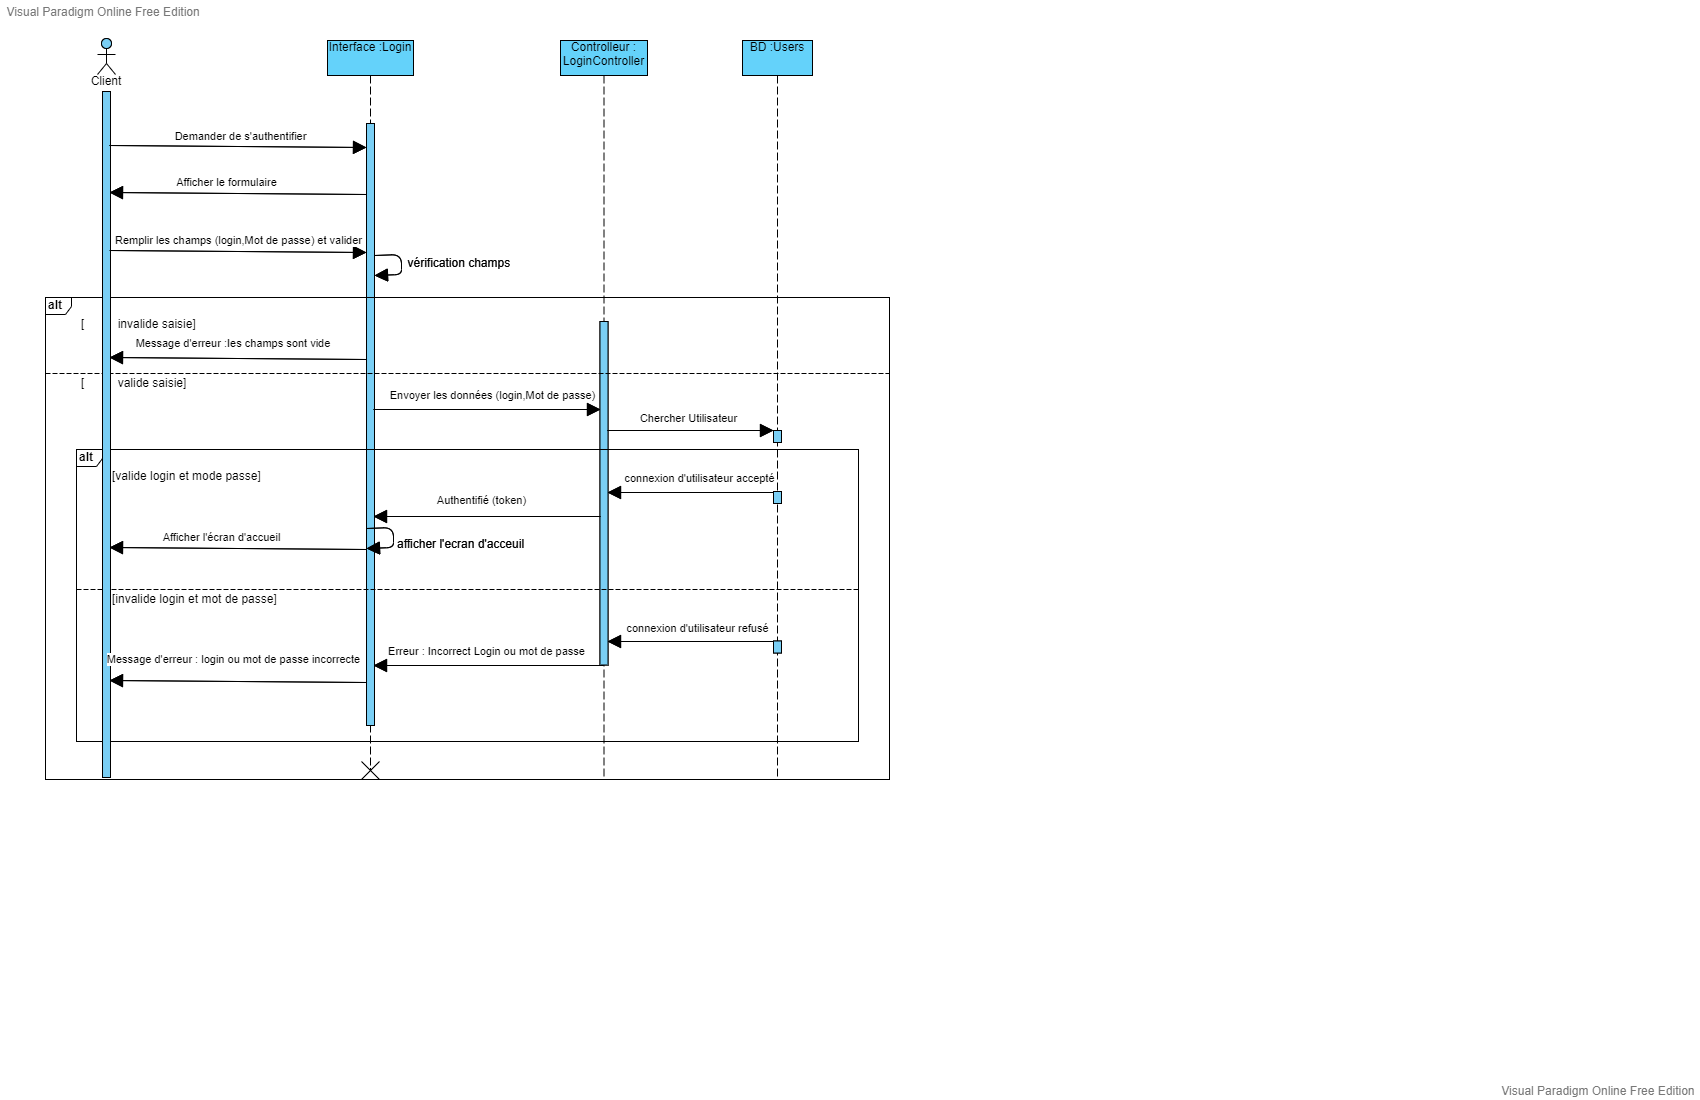 Visual Paradigm Online Free Edition
Client
Interface :Login
Controlleur :
LoginController
BD :Users
Demander de s'authentifier
Afficher le formulaire
Remplir les champs (login,Mot de passe) et valider
vérification champs
alt
[ invalide saisie]
Message d'erreur :les champs sont vide
[ valide saisie]
Envoyer les données (login,Mot de passe)
Chercher Utilisateur
alt
[valide login et mode passe]
connexion d'utilisateur accepté
Authentifié (token)
Afficher l'écran d'accueil
afficher l'ecran d'acceuil
[invalide login et mot de passe]
connexion d'utilisateur refusé
Erreur : Incorrect Login ou mot de passe
Message d'erreur : login ou mot de passe incorrecte
Visual Paradigm Online Free Edition